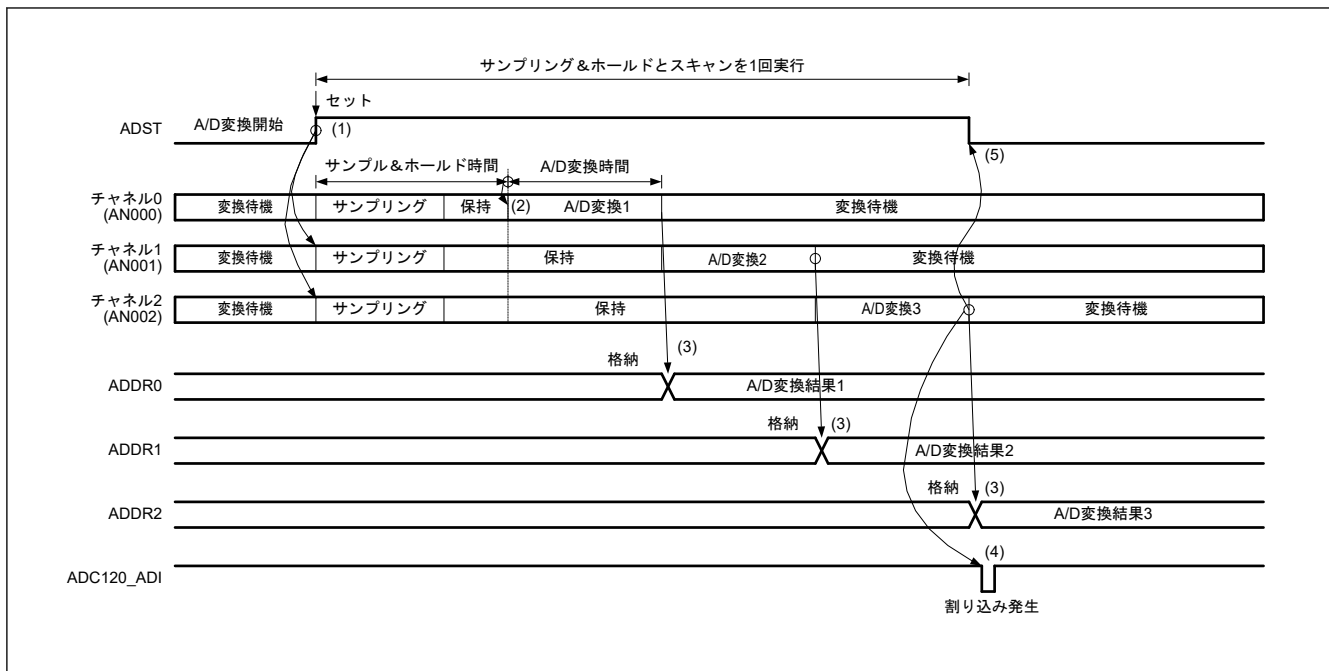 サンプリング＆ホールドとスキャンを1回実行
セット
ADST
A/D変換開始
(1)
(5)
サンプル＆ホールド時間
A/D変換時間
チャネル0
(AN000)
変換待機
サンプリング
保持
(2)
A/D変換1
変換待機
チャネル1
(AN001)
変換待機
サンプリング
保持
A/D変換2
変換待機
チャネル2
(AN002)
変換待機
サンプリング
保持
A/D変換3
変換待機
格納
(3)
ADDR0
A/D変換結果1
格納
(3)
ADDR1
A/D変換結果2
格納
(3)
ADDR2
A/D変換結果3
(4)
ADC120_ADI
割り込み発生